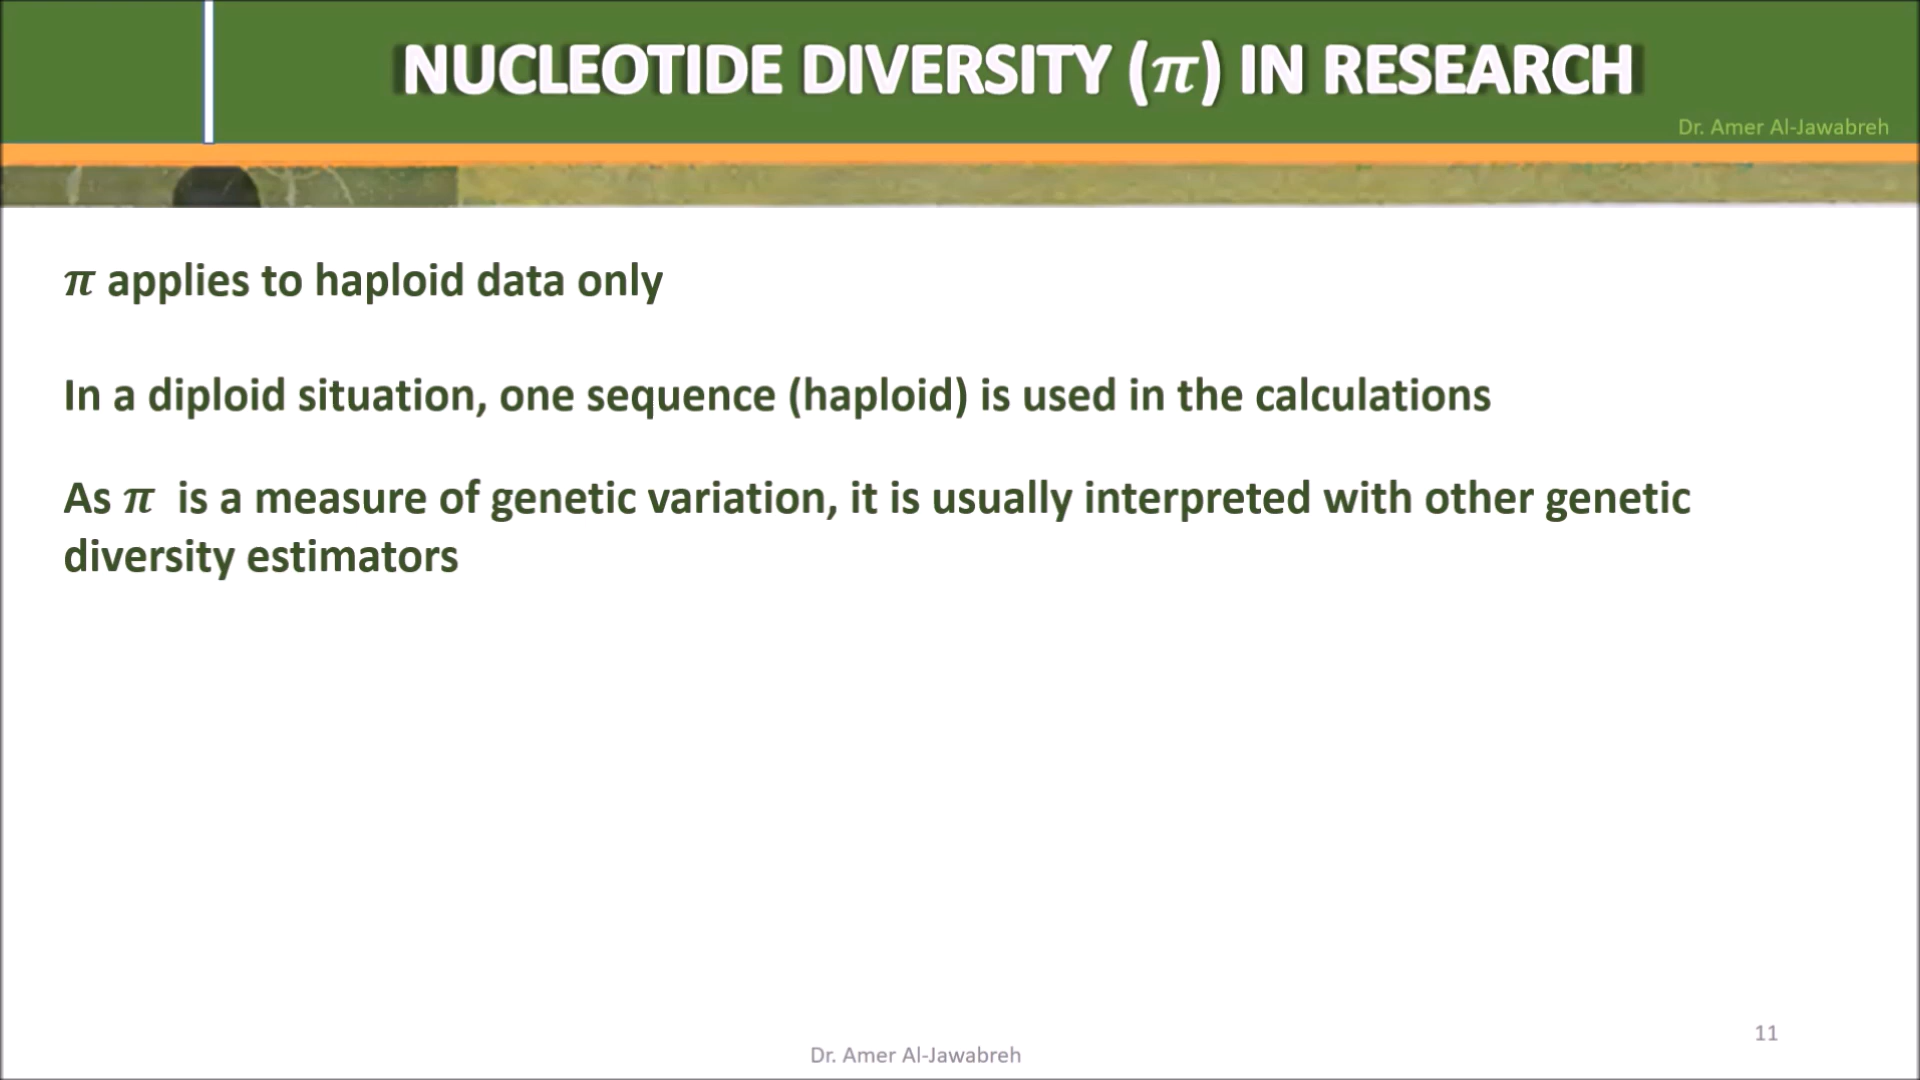 NUCLEOTIDE DIVERSITY (π) IN RESEARCH
Dr. Amer Al-Jawabreh
π applies to haploid data only
In a diploid situation, one sequence (haploid) is used in the calculations
As π is a measure of genetic variation, it is usually interpreted with other genetic
diversity estimators
11
Dr. Amer Al-Jawabreh